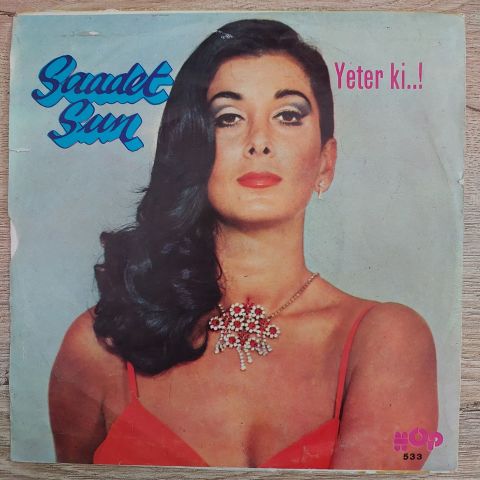 Saadet
Sun
Yeter ki..!
HOP
533